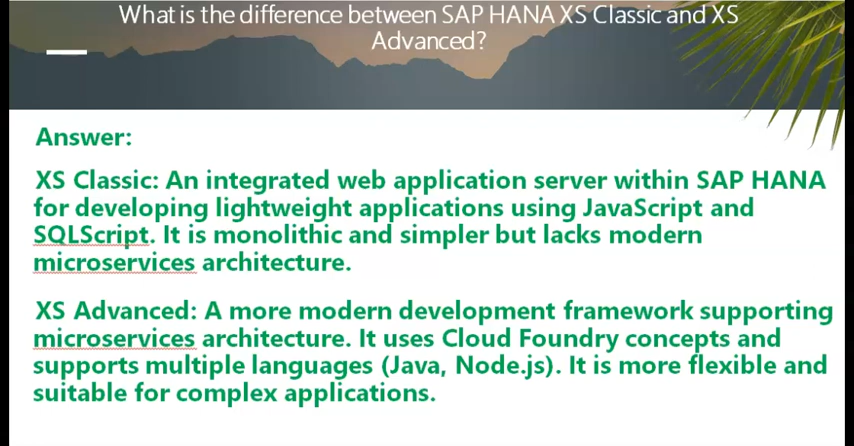 What is the difference between SAP HANA XS Classic and XS
Advanced?
Answer:
XS Classic: An integrated web application server within SAP HANA
for developing lightweight applications using JavaScript and
SQLScript. It is monolithic and simpler but lacks modern
microservices architecture.
XS Advanced: A more modern development framework supporting
microservices architecture. It uses Cloud Foundry concepts and
supports multiple languages (Java, Node.js). It is more flexible and
suitable for complex applications.